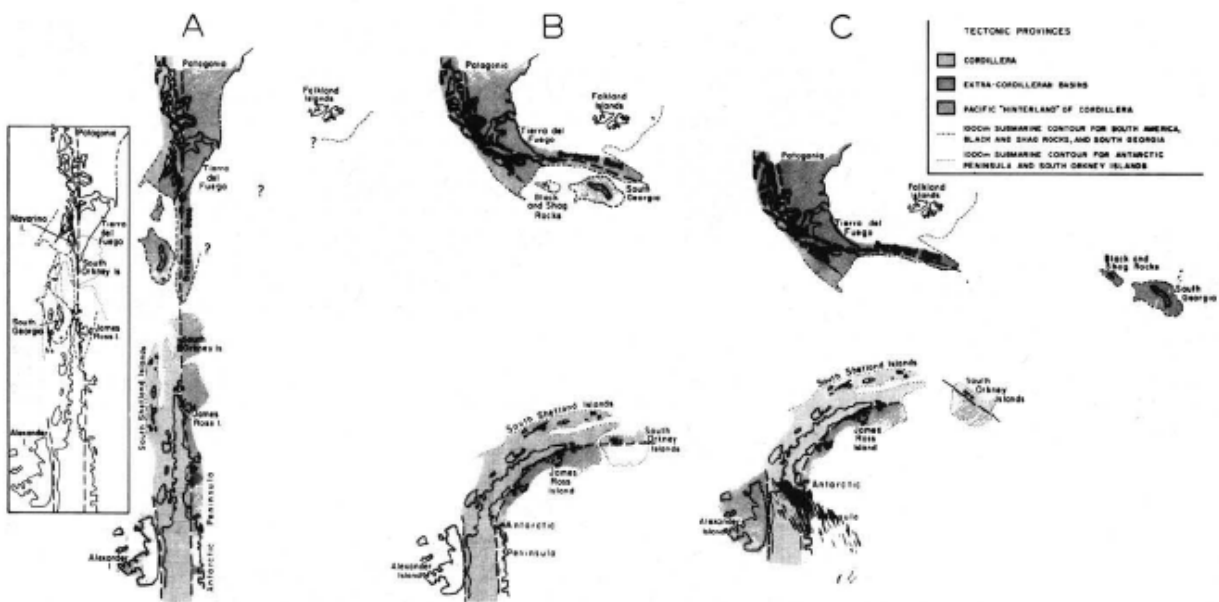 A
B
C
TECTONIC PROVINCES
CORDILLERA
EXTRA-CORDILLERAN BASINS
PACIFIC "HINTERLAND" OF CORDILLERA
1000m SUBMARINE CONTOUR FOR SOUTH AMERICA,
BLACK AND SHAG ROCKS, AND SOUTH GEORGIA
1000m SUBMARINE CONTOUR FOR ANTARCTIC
PENINSULA AND SOUTH ORKNEY ISLANDS
Patagonia
Navarino
I.
Tierra
del
Fuego
South
Orkney Is
South
Georgia
James
Ross I.
Alexander
I
Patagonia
Falkland
Islands
?
Tierra
del
Fuego
?
?
South
Orkney Is
South Shetland Islands
James
Ross I.
Alexander
I.
Antarctic Peninsula
Patagonia
Falkland
Islands
Tierra del
Fuego
Black
and Shag
Rocks
South
Georgia
South Shetland Islands
South
Orkney
Islands
James
Ross
Island
Antarctic
Peninsula
Alexander
Island
Patagonia
Falkland
Islands
Tierra del
Fuego
Black and
Shag Rocks
South
Georgia
South Shetland Islands
South
Orkney
Islands
James
Ross
Island
Antarctic
Alexander
Island